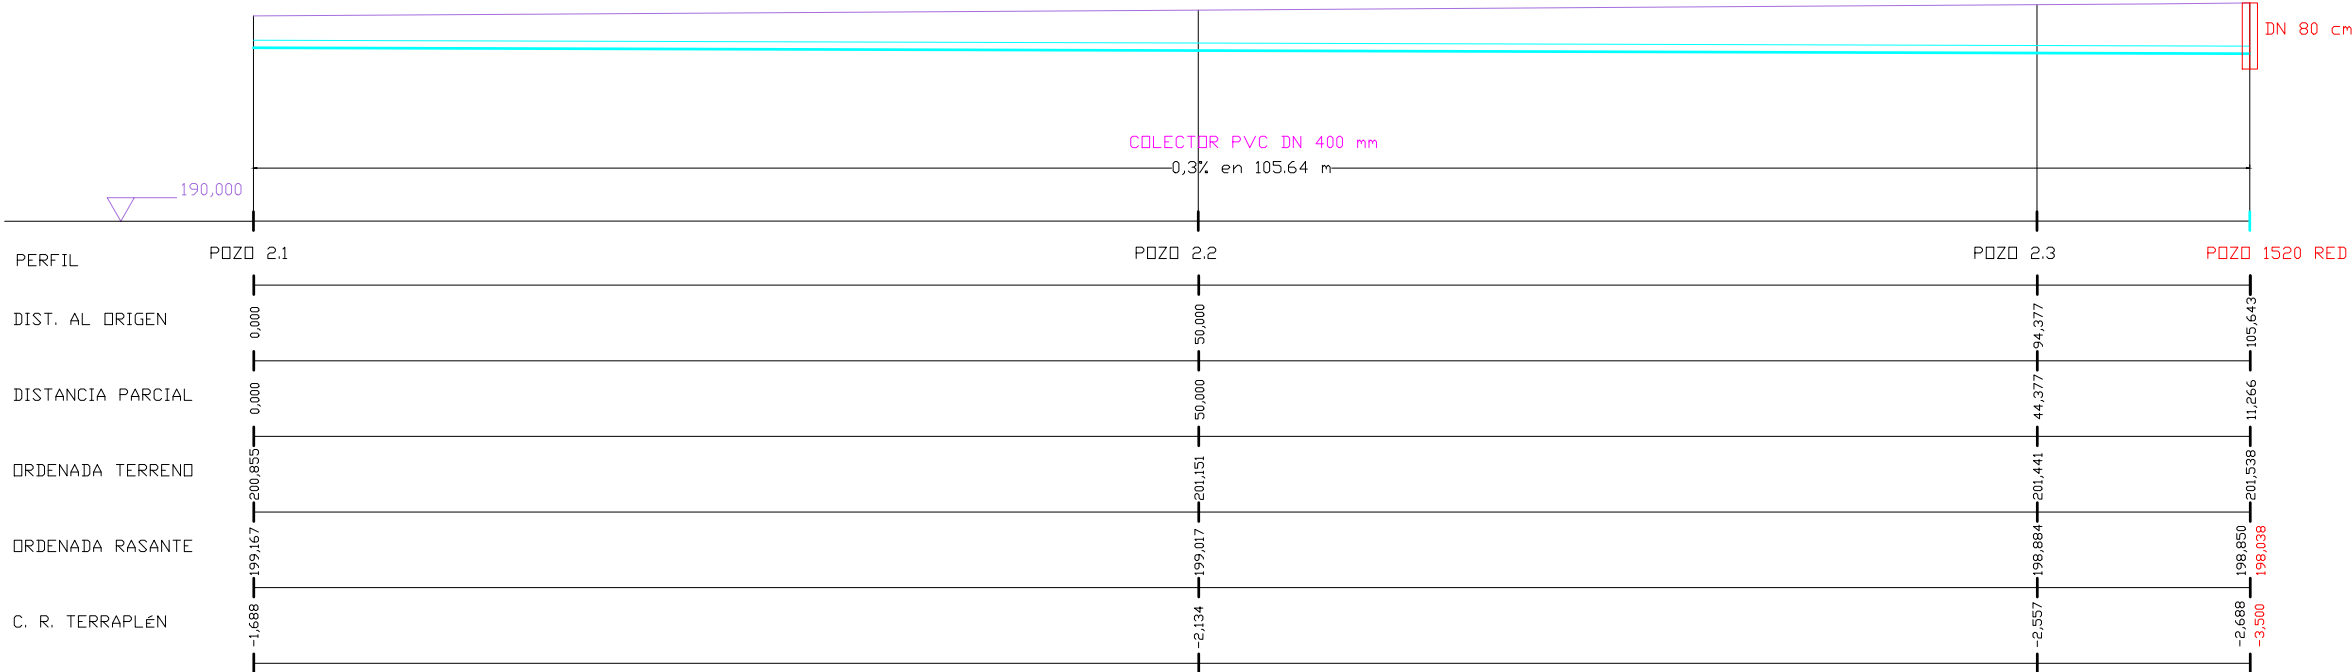 DN 80 cm
COLECTOR PVC DN 400 mm
0,3% en 105.64 m
190,000
PERFIL POZO 2.1 POZO 2.2 POZO 2.3 POZO 1520 RED
DIST. AL ORIGEN 0,000 50,000 94,377 105,643
DISTANCIA PARCIAL 0,000 50,000 44,377 11,266
ORDENADA TERRENO 200,855 201,151 201,441 201,538
ORDENADA RASANTE 199,167 199,017 198,884 198,850 198,038
C. R. TERRAPLéN -1,688 -2,134 -2,557 -2,688 -3,500